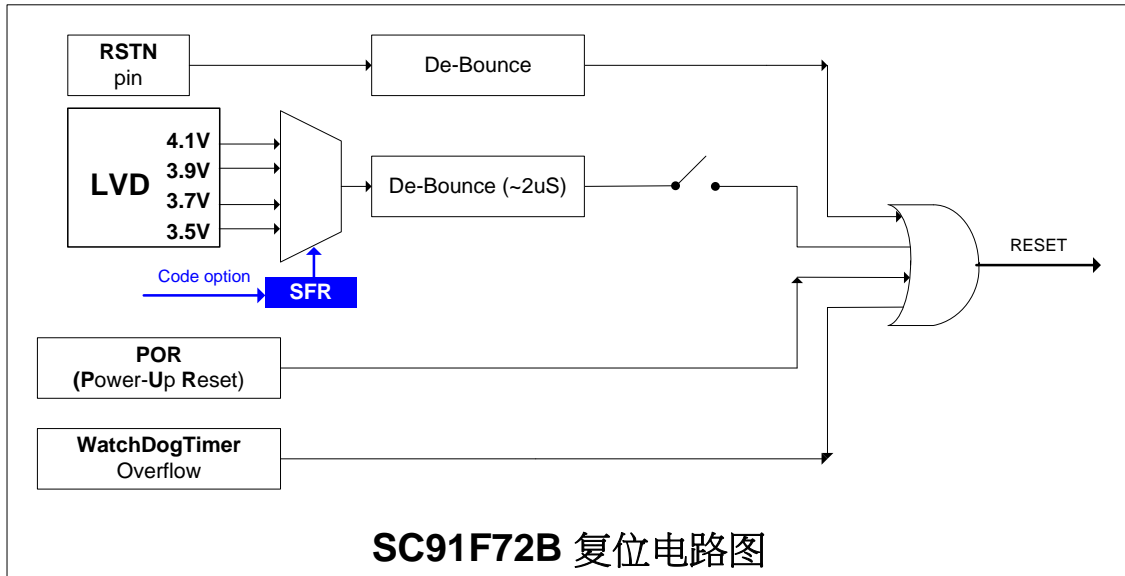 RSTN
pin
De-Bounce
LVD
4.1V
3.9V
3.7V
3.5V
De-Bounce (~2uS)
Code option
SFR
RESET
POR
(Power-Up Reset)
WatchDogTimer
Overflow
SC91F72B 复位电路图